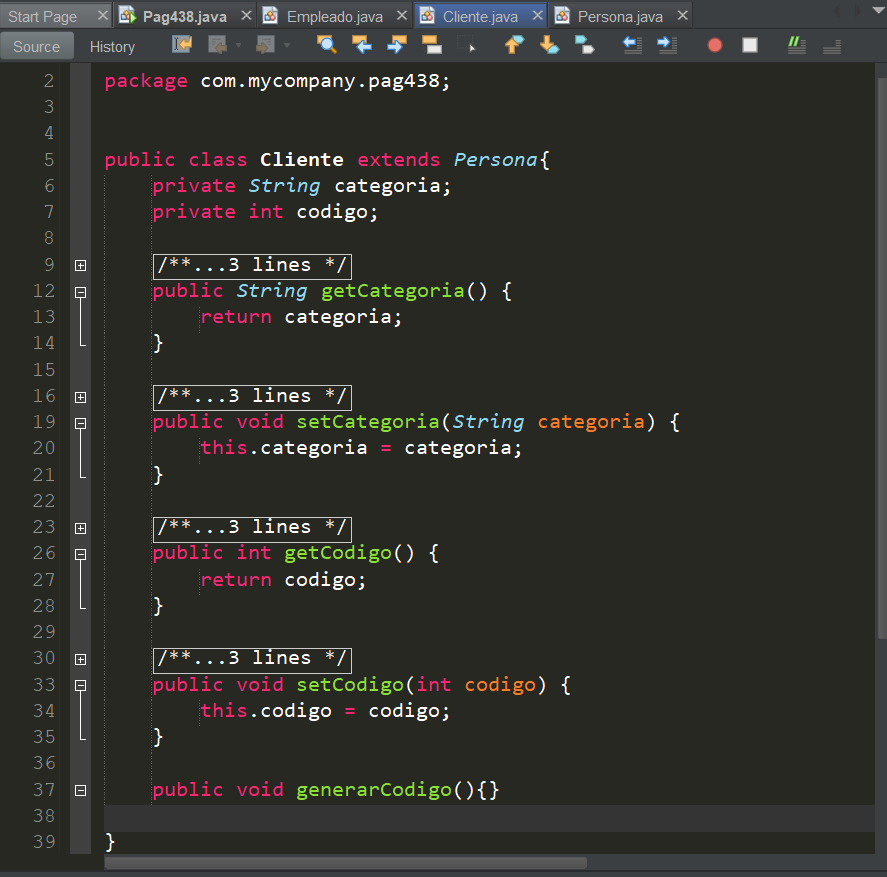 Start Page Pag438.java Empleado.java Cliente.java Persona.java
Source History
2 package com.mycompany.pag438;
3
4
5 public class Cliente extends Persona{
6 private String categoria;
7 private int codigo;
8
9 /**...3 lines */
12 public String getCategoria() {
13 return categoria;
14 }
15
16 /**...3 lines */
19 public void setCategoria(String categoria) {
20 this.categoria = categoria;
21 }
22
23 /**...3 lines */
26 public int getCodigo() {
27 return codigo;
28 }
29
30 /**...3 lines */
33 public void setCodigo(int codigo) {
34 this.codigo = codigo;
35 }
36
37 public void generarCodigo(){}
38
39 }